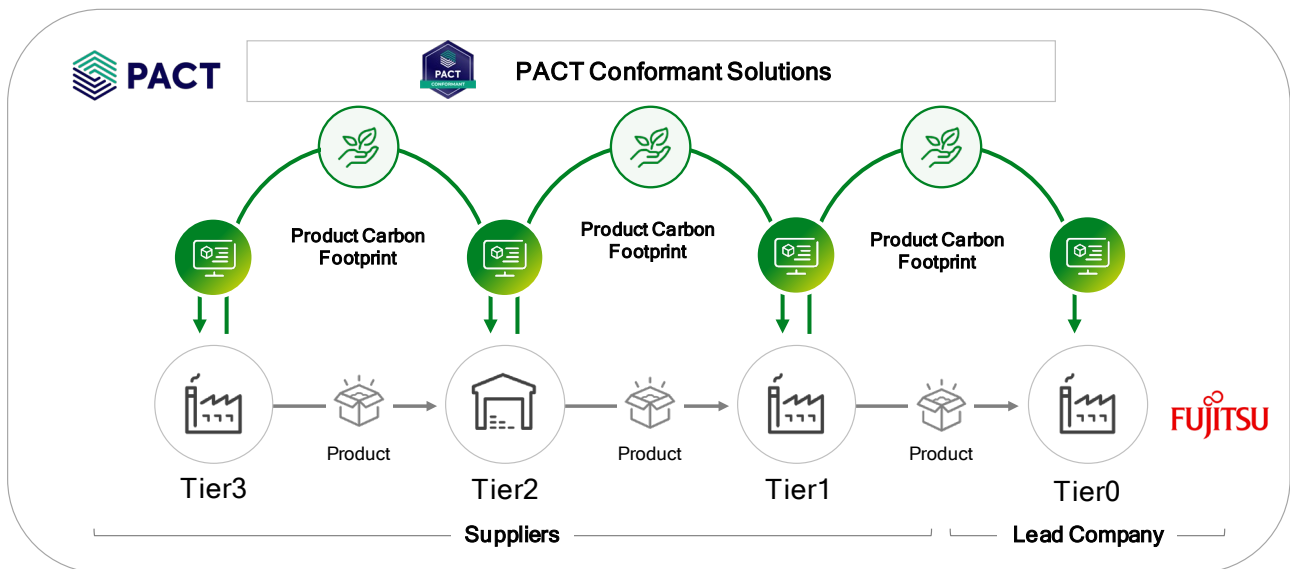 PACT
PACT
CONFORMANT
PACT Conformant Solutions
Product Carbon
Footprint
Product Carbon
Footprint
Product Carbon
Footprint
Product
Product
Product
FUJITSU
Tier3
Tier2
Tier1
Tier0
Suppliers
Lead Company